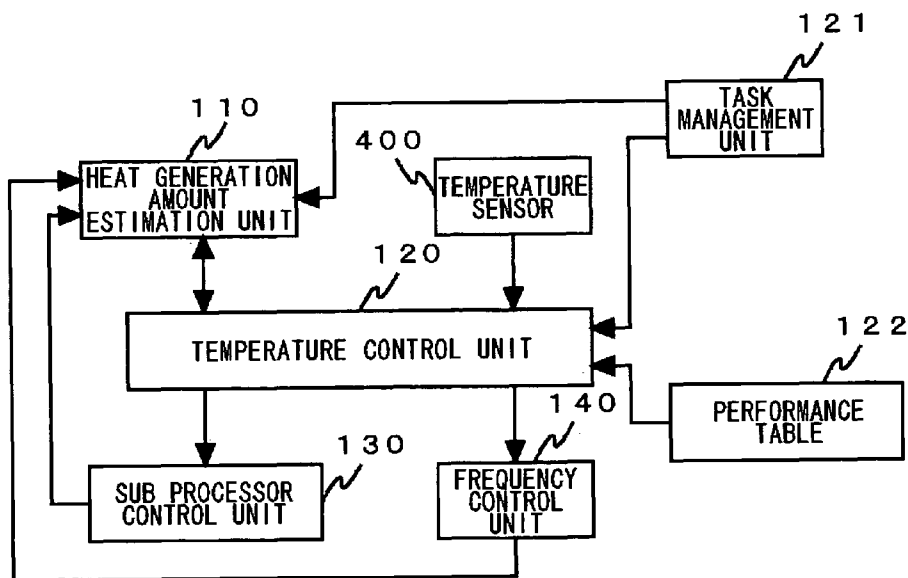 121
TASK
MANAGEMENT
UNIT
110
HEAT GENERATION
AMOUNT
ESTIMATION UNIT
400
TEMPERATURE
SENSOR
120
TEMPERATURE CONTROL UNIT
122
PERFORMANCE
TABLE
130
SUB PROCESSOR
CONTROL UNIT
140
FREQUENCY
CONTROL
UNIT